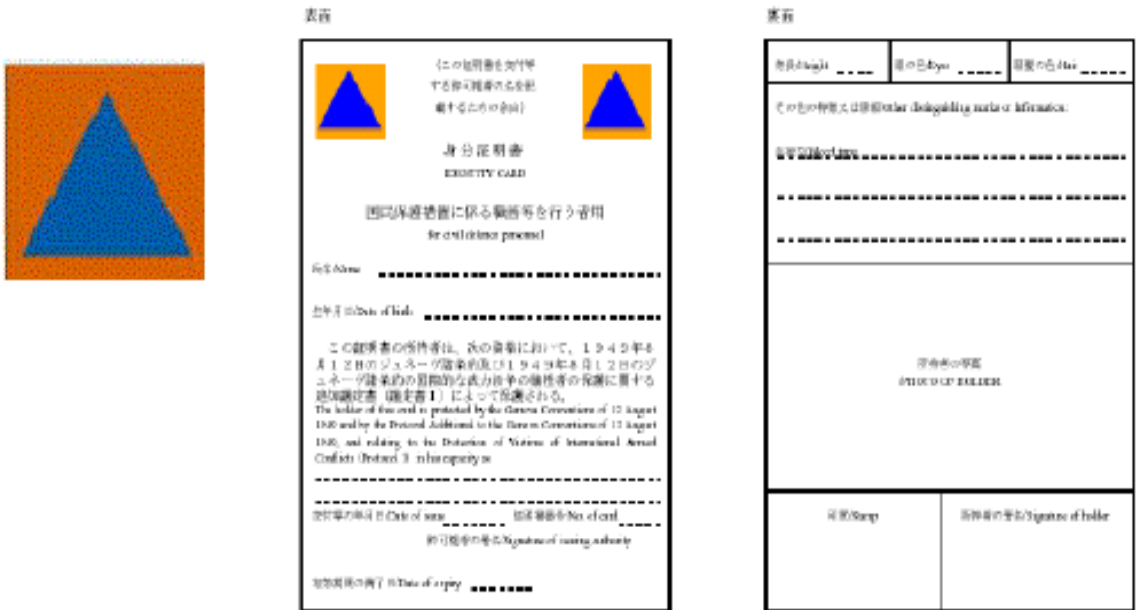 表面
(この証明書を交付等
する許可権者の名を記
載するための余白)
身分証明書
IDENTITY CARD
国民保護措置に係る職務等を行う者用
for civil defence personnel
氏名/Name
生年月日/Date of birth
この証明書の所持者は、次の資格において、1949年8
月12日のジュネーヴ諸条約及び1949年8月12日のジ
ュネーヴ諸条約の国際的な武力紛争の犠牲者の保護に関する
追加議定書(議定書I)によって保護される。
The holder of this card is protected by the Geneva Conventions of 12 August
1949 and by the Protocol Additional to the Geneva Conventions of 12 August
1949, and relating to the Protection of Victims of International Armed
Conflicts (Protocol I) in his capacity as
交付等の年月日/Date of issue 証明書番号/No. of card
許可権者の署名/Signature of issuing authority
有効期間の満了日/Date of expiry
裏面
身長/Height 眼の色/Eyes 頭髪の色/Hair
その他の特徴又は情報/Other distinguishing marks or information:
血液型/Blood type
所持者の写真
/PHOTO OF HOLDER
印章/Stamp 所持者の署名/Signature of holder